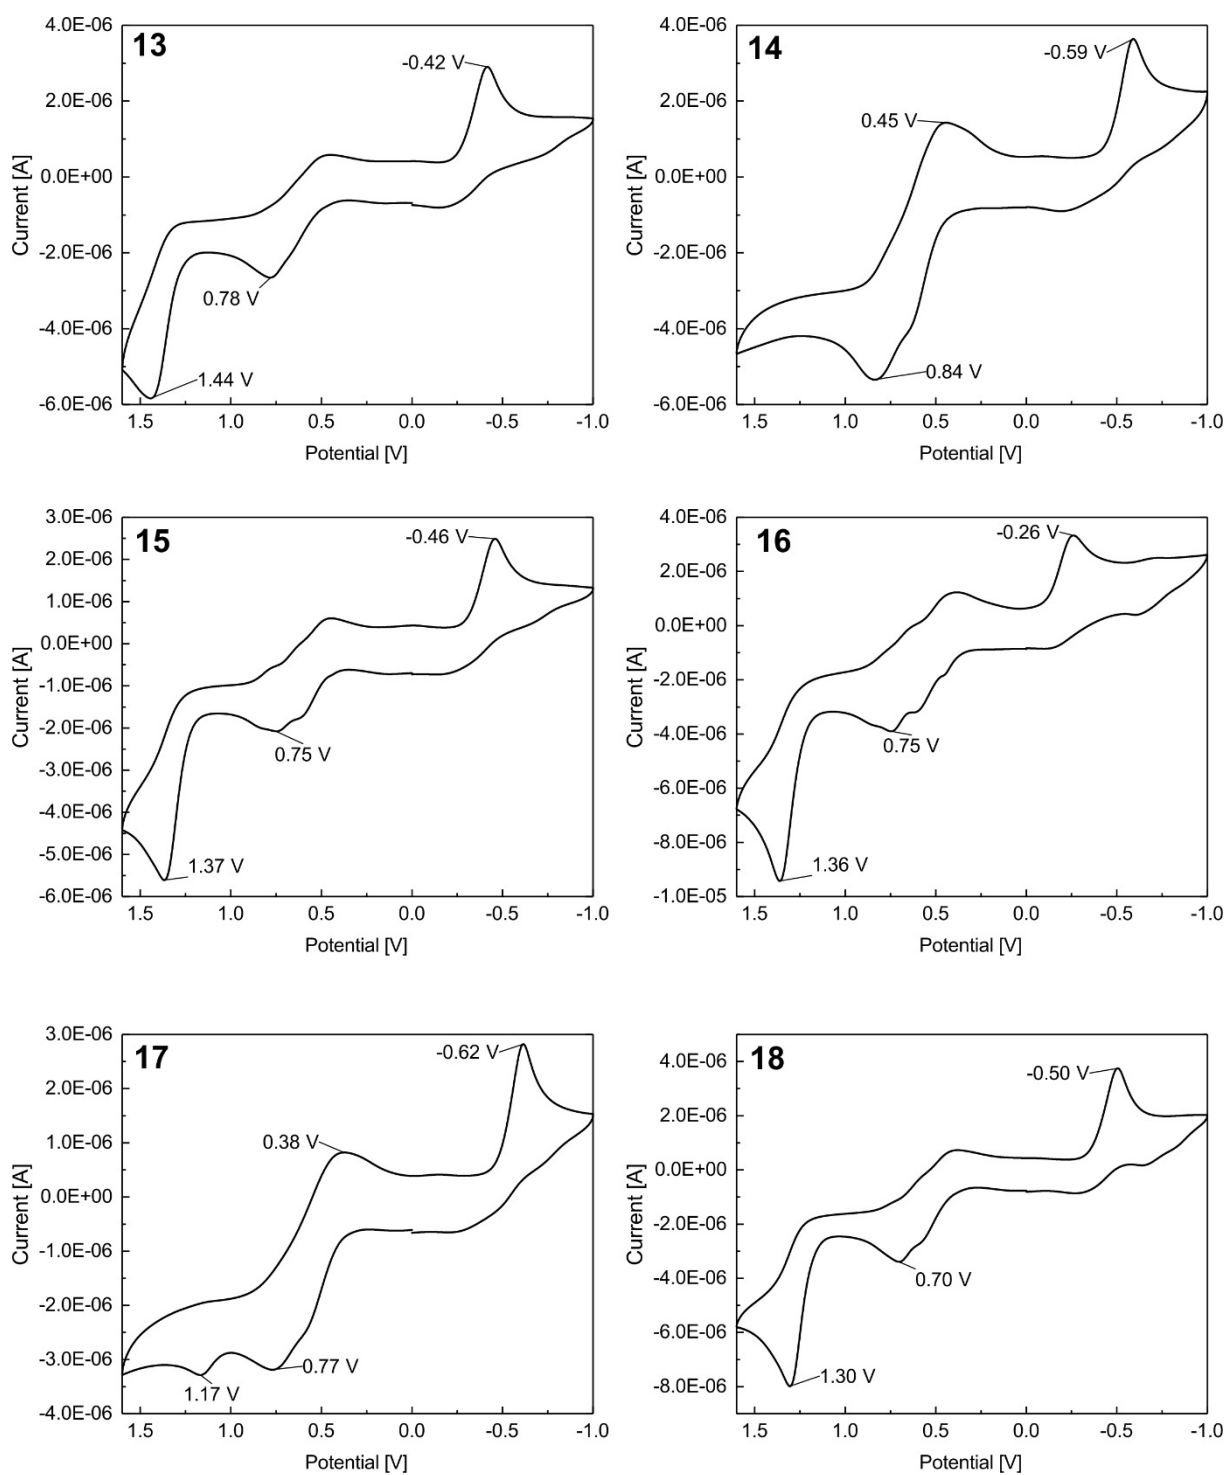 13
4.0E-06
2.0E-06
0.0E+00
-2.0E-06
-4.0E-06
-6.0E-06
Current [A]
-0.42 V
0.78 V
1.44 V
1.5 1.0 0.5 0.0 -0.5 -1.0
Potential [V]
14
4.0E-06
2.0E-06
0.0E+00
-2.0E-06
-4.0E-06
-6.0E-06
Current [A]
-0.59 V
0.45 V
0.84 V
1.5 1.0 0.5 0.0 -0.5 -1.0
Potential [V]
15
3.0E-06
2.0E-06
1.0E-06
0.0E+00
-1.0E-06
-2.0E-06
-3.0E-06
-4.0E-06
-5.0E-06
-6.0E-06
Current [A]
-0.46 V
0.75 V
1.37 V
1.5 1.0 0.5 0.0 -0.5 -1.0
Potential [V]
16
4.0E-06
2.0E-06
0.0E+00
-2.0E-06
-4.0E-06
-6.0E-06
-8.0E-06
-1.0E-05
Current [A]
-0.26 V
0.75 V
1.36 V
1.5 1.0 0.5 0.0 -0.5 -1.0
Potential [V]
17
3.0E-06
2.0E-06
1.0E-06
0.0E+00
-1.0E-06
-2.0E-06
-3.0E-06
-4.0E-06
Current [A]
-0.62 V
0.38 V
0.77 V
1.17 V
1.5 1.0 0.5 0.0 -0.5 -1.0
Potential [V]
18
4.0E-06
2.0E-06
0.0E+00
-2.0E-06
-4.0E-06
-6.0E-06
-8.0E-06
Current [A]
-0.50 V
0.70 V
1.30 V
1.5 1.0 0.5 0.0 -0.5 -1.0
Potential [V]